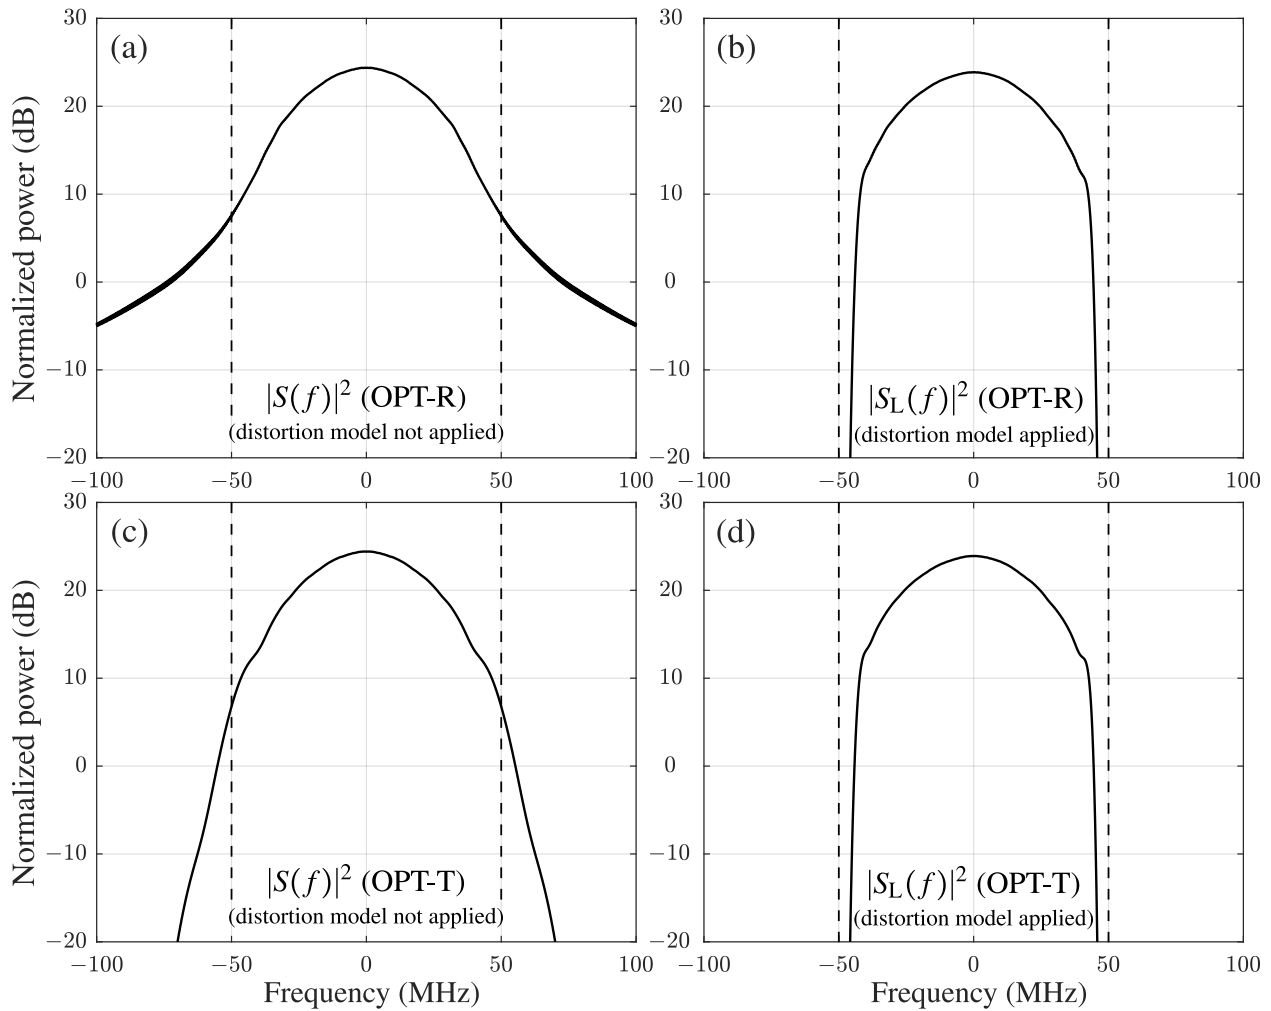 (a)
30
20
10
0
−10
−20
Normalized power (dB)
|S(f)|² (OPT-R)
(distortion model not applied)
−100
−50
0
50
100
(b)
30
20
10
0
−10
−20
|S_L(f)|² (OPT-R)
(distortion model applied)
−100
−50
0
50
100
(c)
30
20
10
0
−10
−20
Normalized power (dB)
|S(f)|² (OPT-T)
(distortion model not applied)
−100
−50
0
50
100
Frequency (MHz)
(d)
30
20
10
0
−10
−20
|S_L(f)|² (OPT-T)
(distortion model applied)
−100
−50
0
50
100
Frequency (MHz)